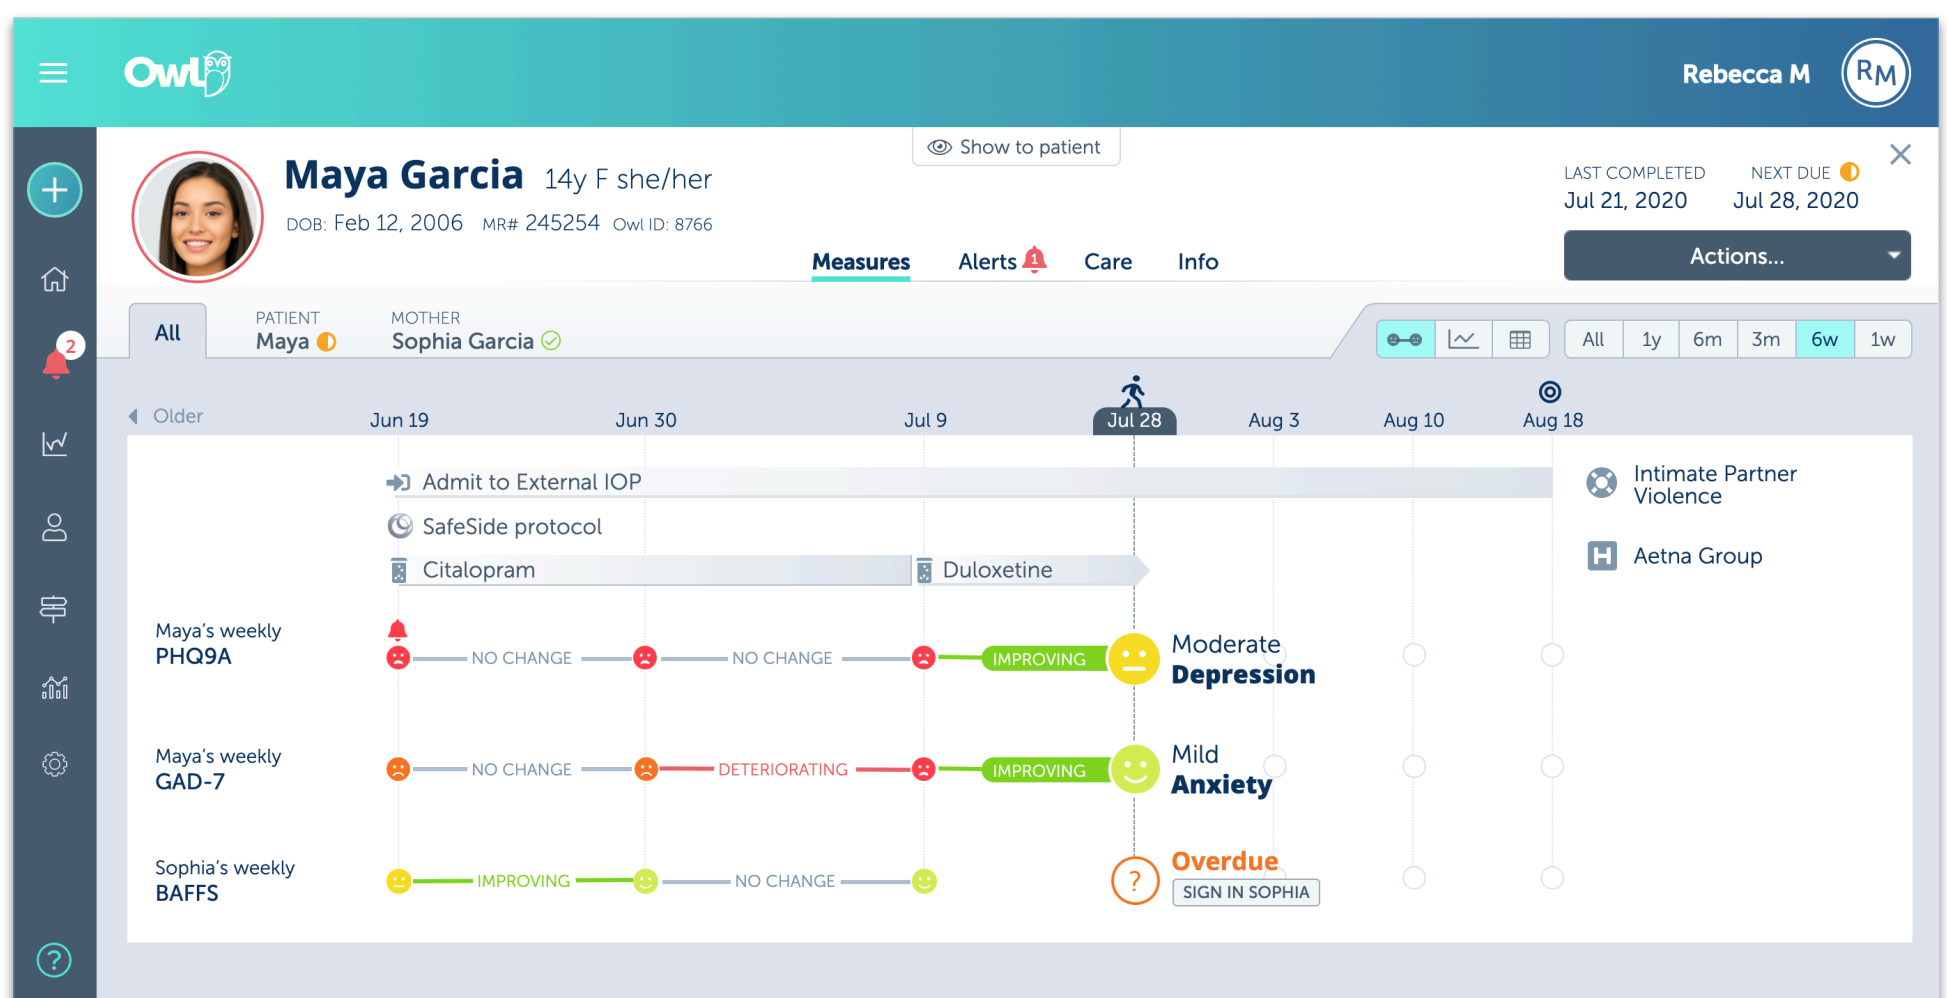 Owl
Rebecca M
RM
Show to patient
Maya Garcia 14y F she/her
DOB: Feb 12, 2006 MR# 245254 Owl ID: 8766
LAST COMPLETED
Jul 21, 2020
NEXT DUE
Jul 28, 2020
Measures Alerts 1 Care Info
Actions...
2
All
PATIENT
Maya
MOTHER
Sophia Garcia
All 1y 6m 3m 6w 1w
Older
Jun 19 Jun 30 Jul 9 Jul 28 Aug 3 Aug 10 Aug 18
Admit to External IOP
SafeSide protocol
Citalopram
Duloxetine
Intimate Partner
Violence
H Aetna Group
Maya's weekly
PHQ9A
NO CHANGE NO CHANGE IMPROVING
Moderate
Depression
Maya's weekly
GAD-7
NO CHANGE DETERIORATING IMPROVING
Mild
Anxiety
Sophia's weekly
BAFFS
IMPROVING NO CHANGE
?
Overdue
SIGN IN SOPHIA
?